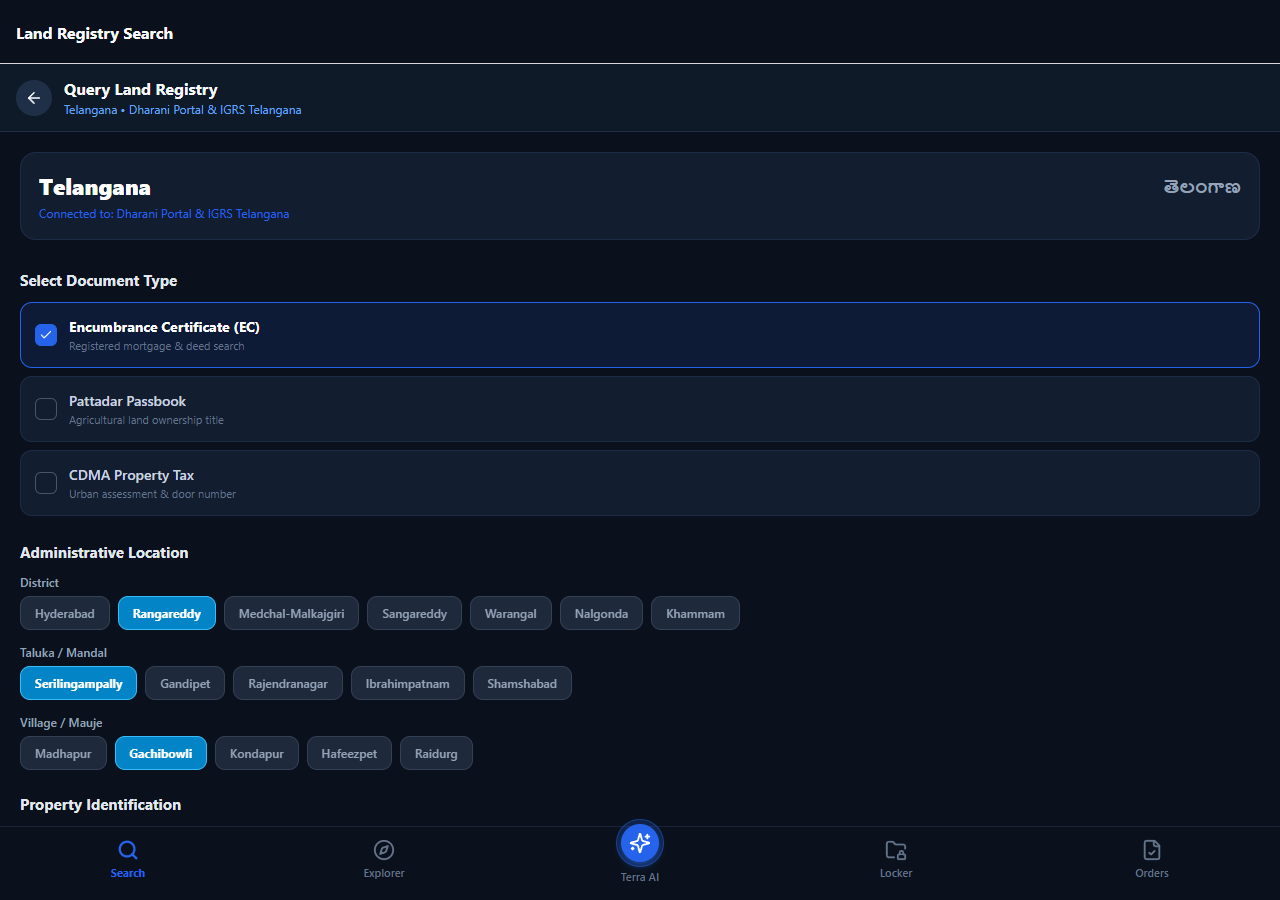 Land Registry Search
Query Land Registry
Telangana • Dharani Portal & IGRS Telangana
Telangana
తెలంగాణ
Connected to: Dharani Portal & IGRS Telangana
Select Document Type
Encumbrance Certificate (EC)
Registered mortgage & deed search
Pattadar Passbook
Agricultural land ownership title
CDMA Property Tax
Urban assessment & door number
Administrative Location
District
Hyderabad Rangareddy Medchal-Malkajgiri Sangareddy Warangal Nalgonda Khammam
Taluka / Mandal
Serilingampally Gandipet Rajendranagar Ibrahimpatnam Shamshabad
Village / Mauje
Madhapur Gachibowli Kondapur Hafeezpet Raidurg
Property Identification
Search Explorer Terra AI Locker Orders